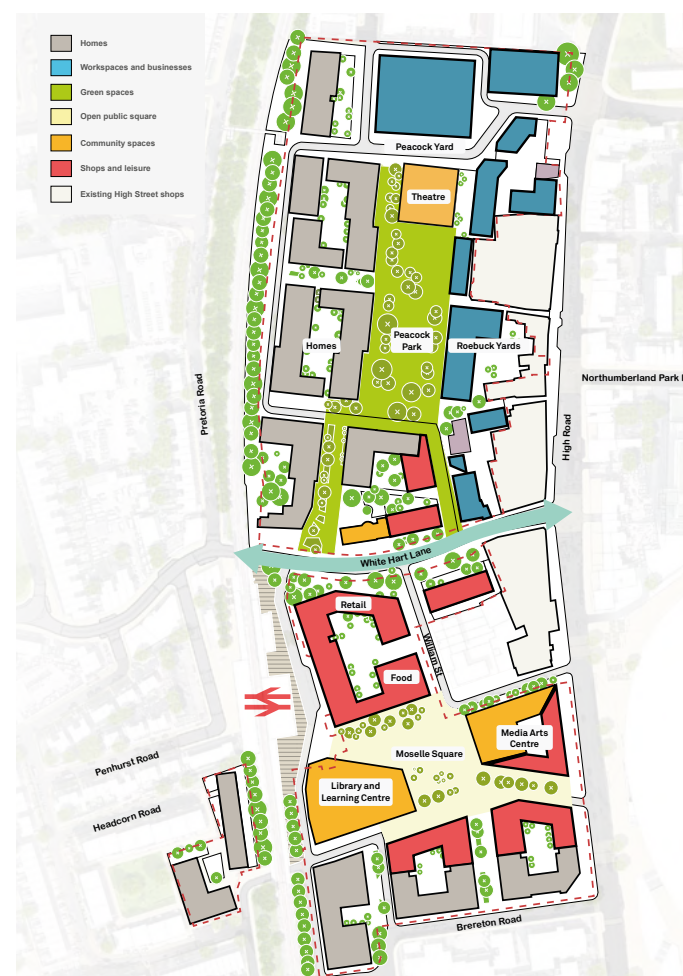 Homes
Workspaces and businesses
Green spaces
Open public square
Community spaces
Shops and leisure
Existing High Street shops
Peacock Yard
Theatre
Homes
Peacock
Park
Roebuck Yards
Northumberland Park
Pretoria Road
High Road
White Hart Lane
Retail
William St
Food
Media Arts
Centre
Moselle Square
Penhurst Road
Library and
Learning Centre
Headcorn Road
Brereton Road